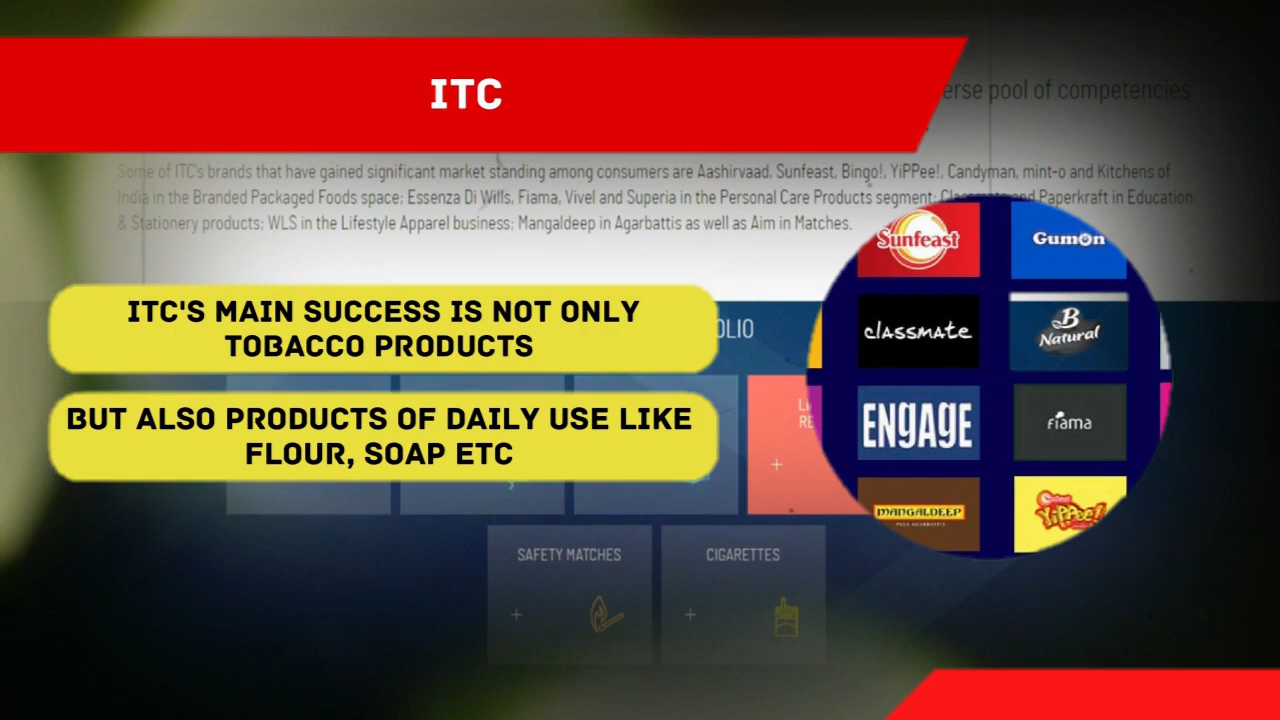 ITC
erse pool of competencies
Some of ITC's brands that have gained significant market standing among consumers are Aashirvaad, Sunfeast, Bingo!, YiPPee!, Candyman, mint-o and Kitchens of
India in the Branded Packaged Foods space; Essenza Di Wills, Fiama, Vivel and Superia in the Personal Care Products segment; Classmate and Paperkraft in Education
& Stationery products; WLS in the Lifestyle Apparel business; Mangaldeep in Agarbattis as well as Aim in Matches.
Sunfeast
GumOn
ITC'S MAIN SUCCESS IS NOT ONLY
TOBACCO PRODUCTS
OLIO
classmate
B Natural
BUT ALSO PRODUCTS OF DAILY USE LIKE
FLOUR, SOAP ETC
LI
RE
+
ENGAGE
fiama
MANGALDEEP
Sunfeast
YiPPee!
SAFETY MATCHES
CIGARETTES
+
+